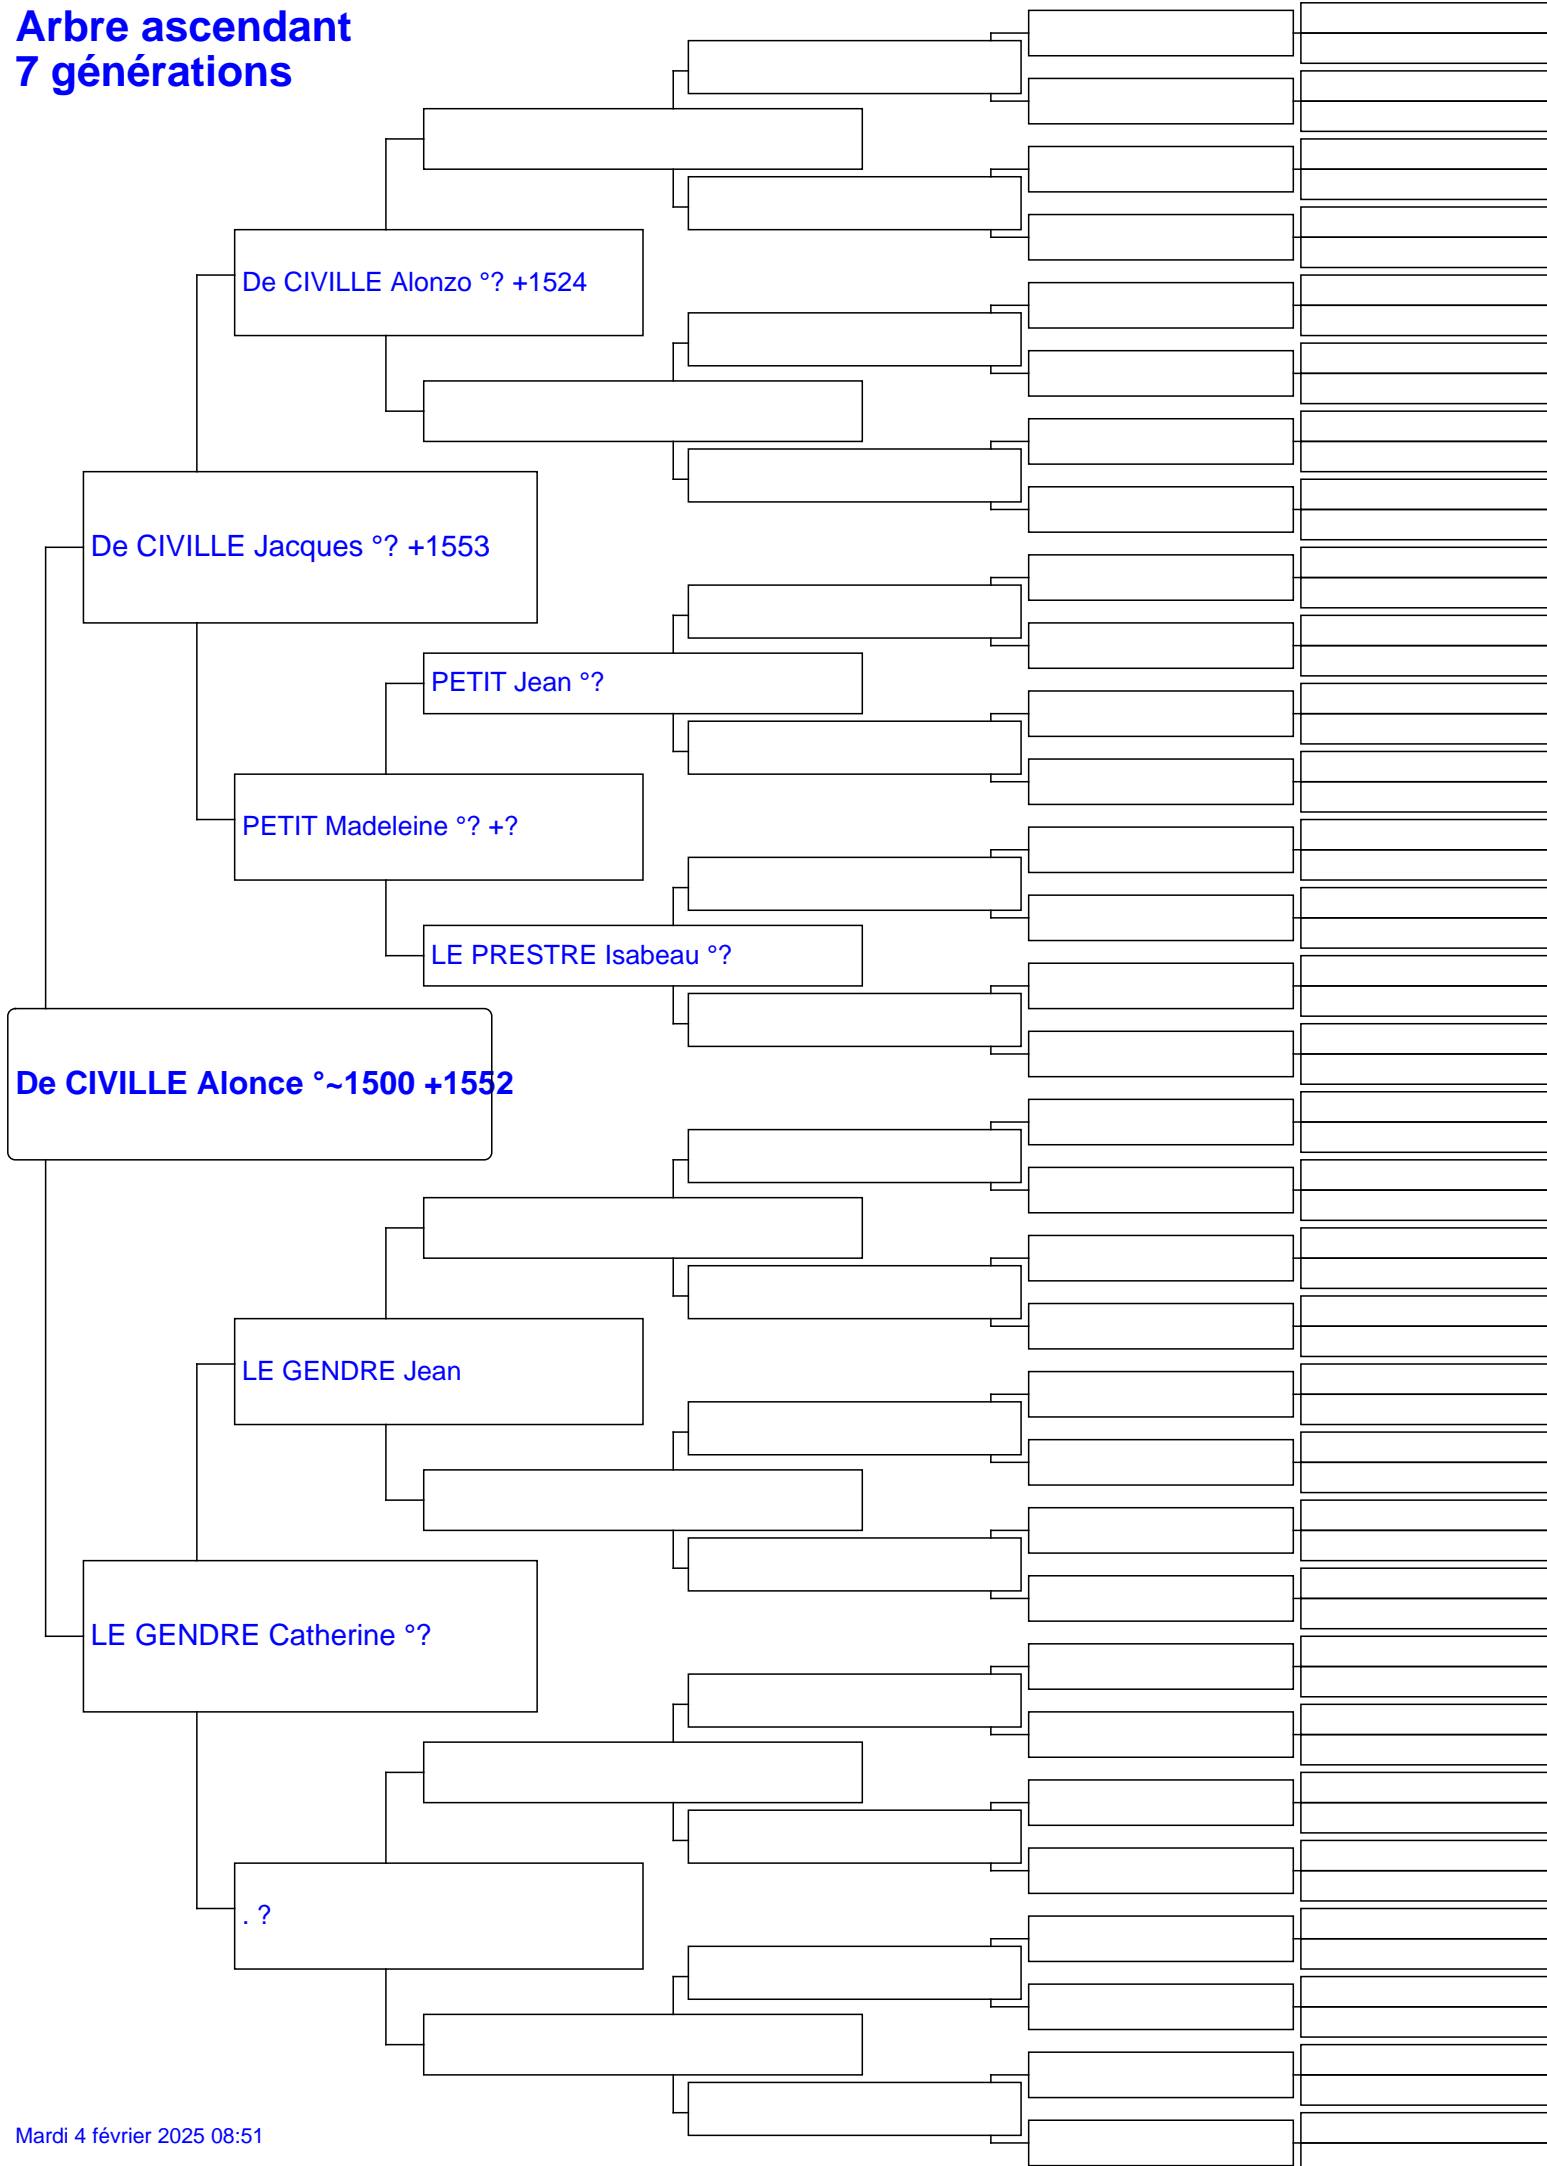 Arbre ascendant
7 générations
De CIVILLE Alonzo °? +1524
De CIVILLE Jacques °? +1553
PETIT Jean °?
PETIT Madeleine °? +?
LE PRESTRE Isabeau °?
De CIVILLE Alonce °~1500 +1552
LE GENDRE Jean
LE GENDRE Catherine °?
. ?
Mardi 4 février 2025 08:51